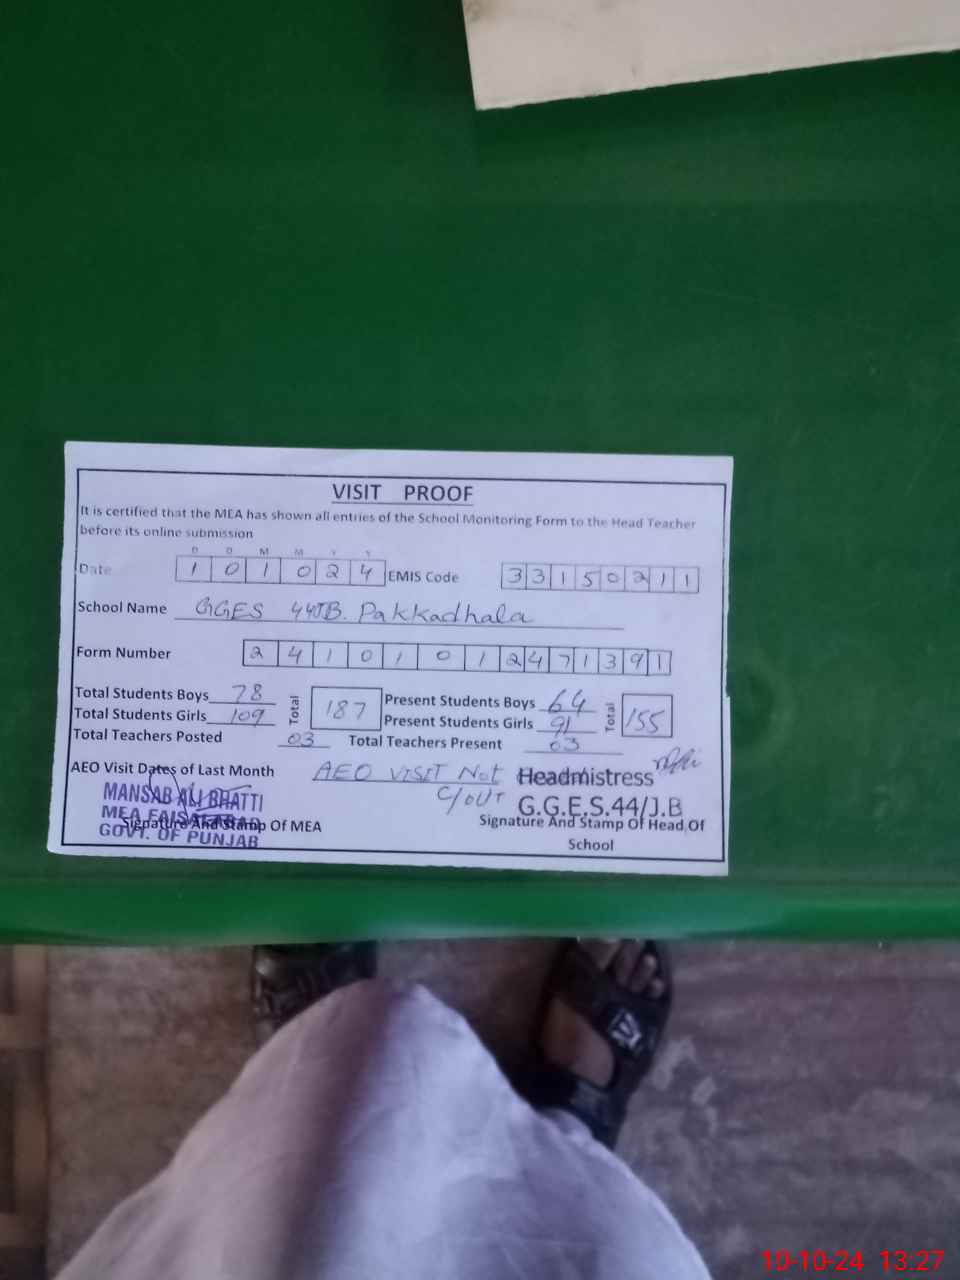 VISIT PROOF
It is certified that the MEA has shown all entries of the School Monitoring Form to the Head Teacher
before its online submission
D D M M Y Y
Date 1 0 1 0 2 4 EMIS Code 3 3 1 5 0 2 1 1
School Name GGES 44JB. Pakkadhala
Form Number 2 4 1 0 1 0 1 2 4 7 1 3 9 1
Total Students Boys 78 Total 187 Present Students Boys 64 Total 155
Total Students Girls 109 Present Students Girls 91
Total Teachers Posted 03 Total Teachers Present 03
AEO Visit Dates of Last Month AEO VISIT Not C/OUT
Headmistress
G.G.E.S.44/J.B
MANSAB ALI BHATTI
MEA FAISALABAD
GOVT. OF PUNJAB
Signature And Stamp Of MEA
Signature And Stamp Of Head Of
School
10-10-24 13:27